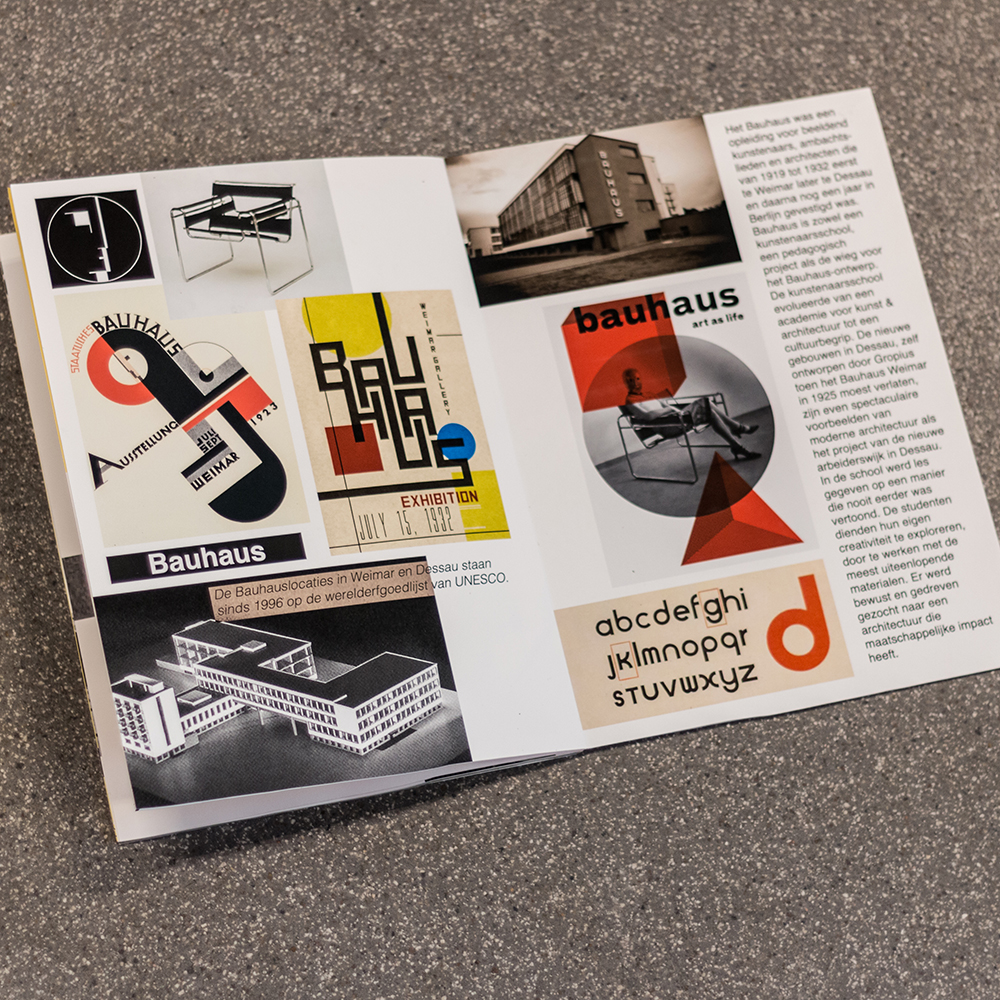 STAATLICHES
BAUHAUS
AUSSTELLUNG
JULI
SEPT
1923
WEIMAR
BAU
HAUS
WEIMAR GALLERY
EXHIBITION
JULY 15, 1932
Bauhaus
De Bauhauslocaties in Weimar en Dessau staan
sinds 1996 op de werelderfgoedlijst van UNESCO.
BAUHAUS
bauhaus
art as life
abcdefghi
jklmnopqr
stuvwxyz
d
Het Bauhaus was een
opleiding voor beeldend
kunstenaars, ambachts-
lieden en architecten die
van 1919 tot 1932 eerst
te Weimar later te Dessau
en daarna nog een jaar in
Berlijn gevestigd was.
Bauhaus is zowel een
kunstenaarsschool,
een pedagogisch
project als de wieg voor
het Bauhaus-ontwerp.
De kunstenaarsschool
evolueerde van een
academie voor kunst &
architectuur tot een
cultuurbegrip. De nieuwe
gebouwen in Dessau, zelf
ontworpen door Gropius
toen het Bauhaus Weimar
in 1925 moest verlaten,
zijn even spectaculaire
voorbeelden van
moderne architectuur als
het project van de nieuwe
arbeiderswijk in Dessau.
In de school werd les
gegeven op een manier
die nooit eerder was
vertoond. De studenten
dienden hun eigen
creativiteit te exploreren,
door te werken met de
meest uiteenlopende
materialen. Er werd
bewust en gedreven
gezocht naar een
architectuur die
maatschappelijke impact
heeft.